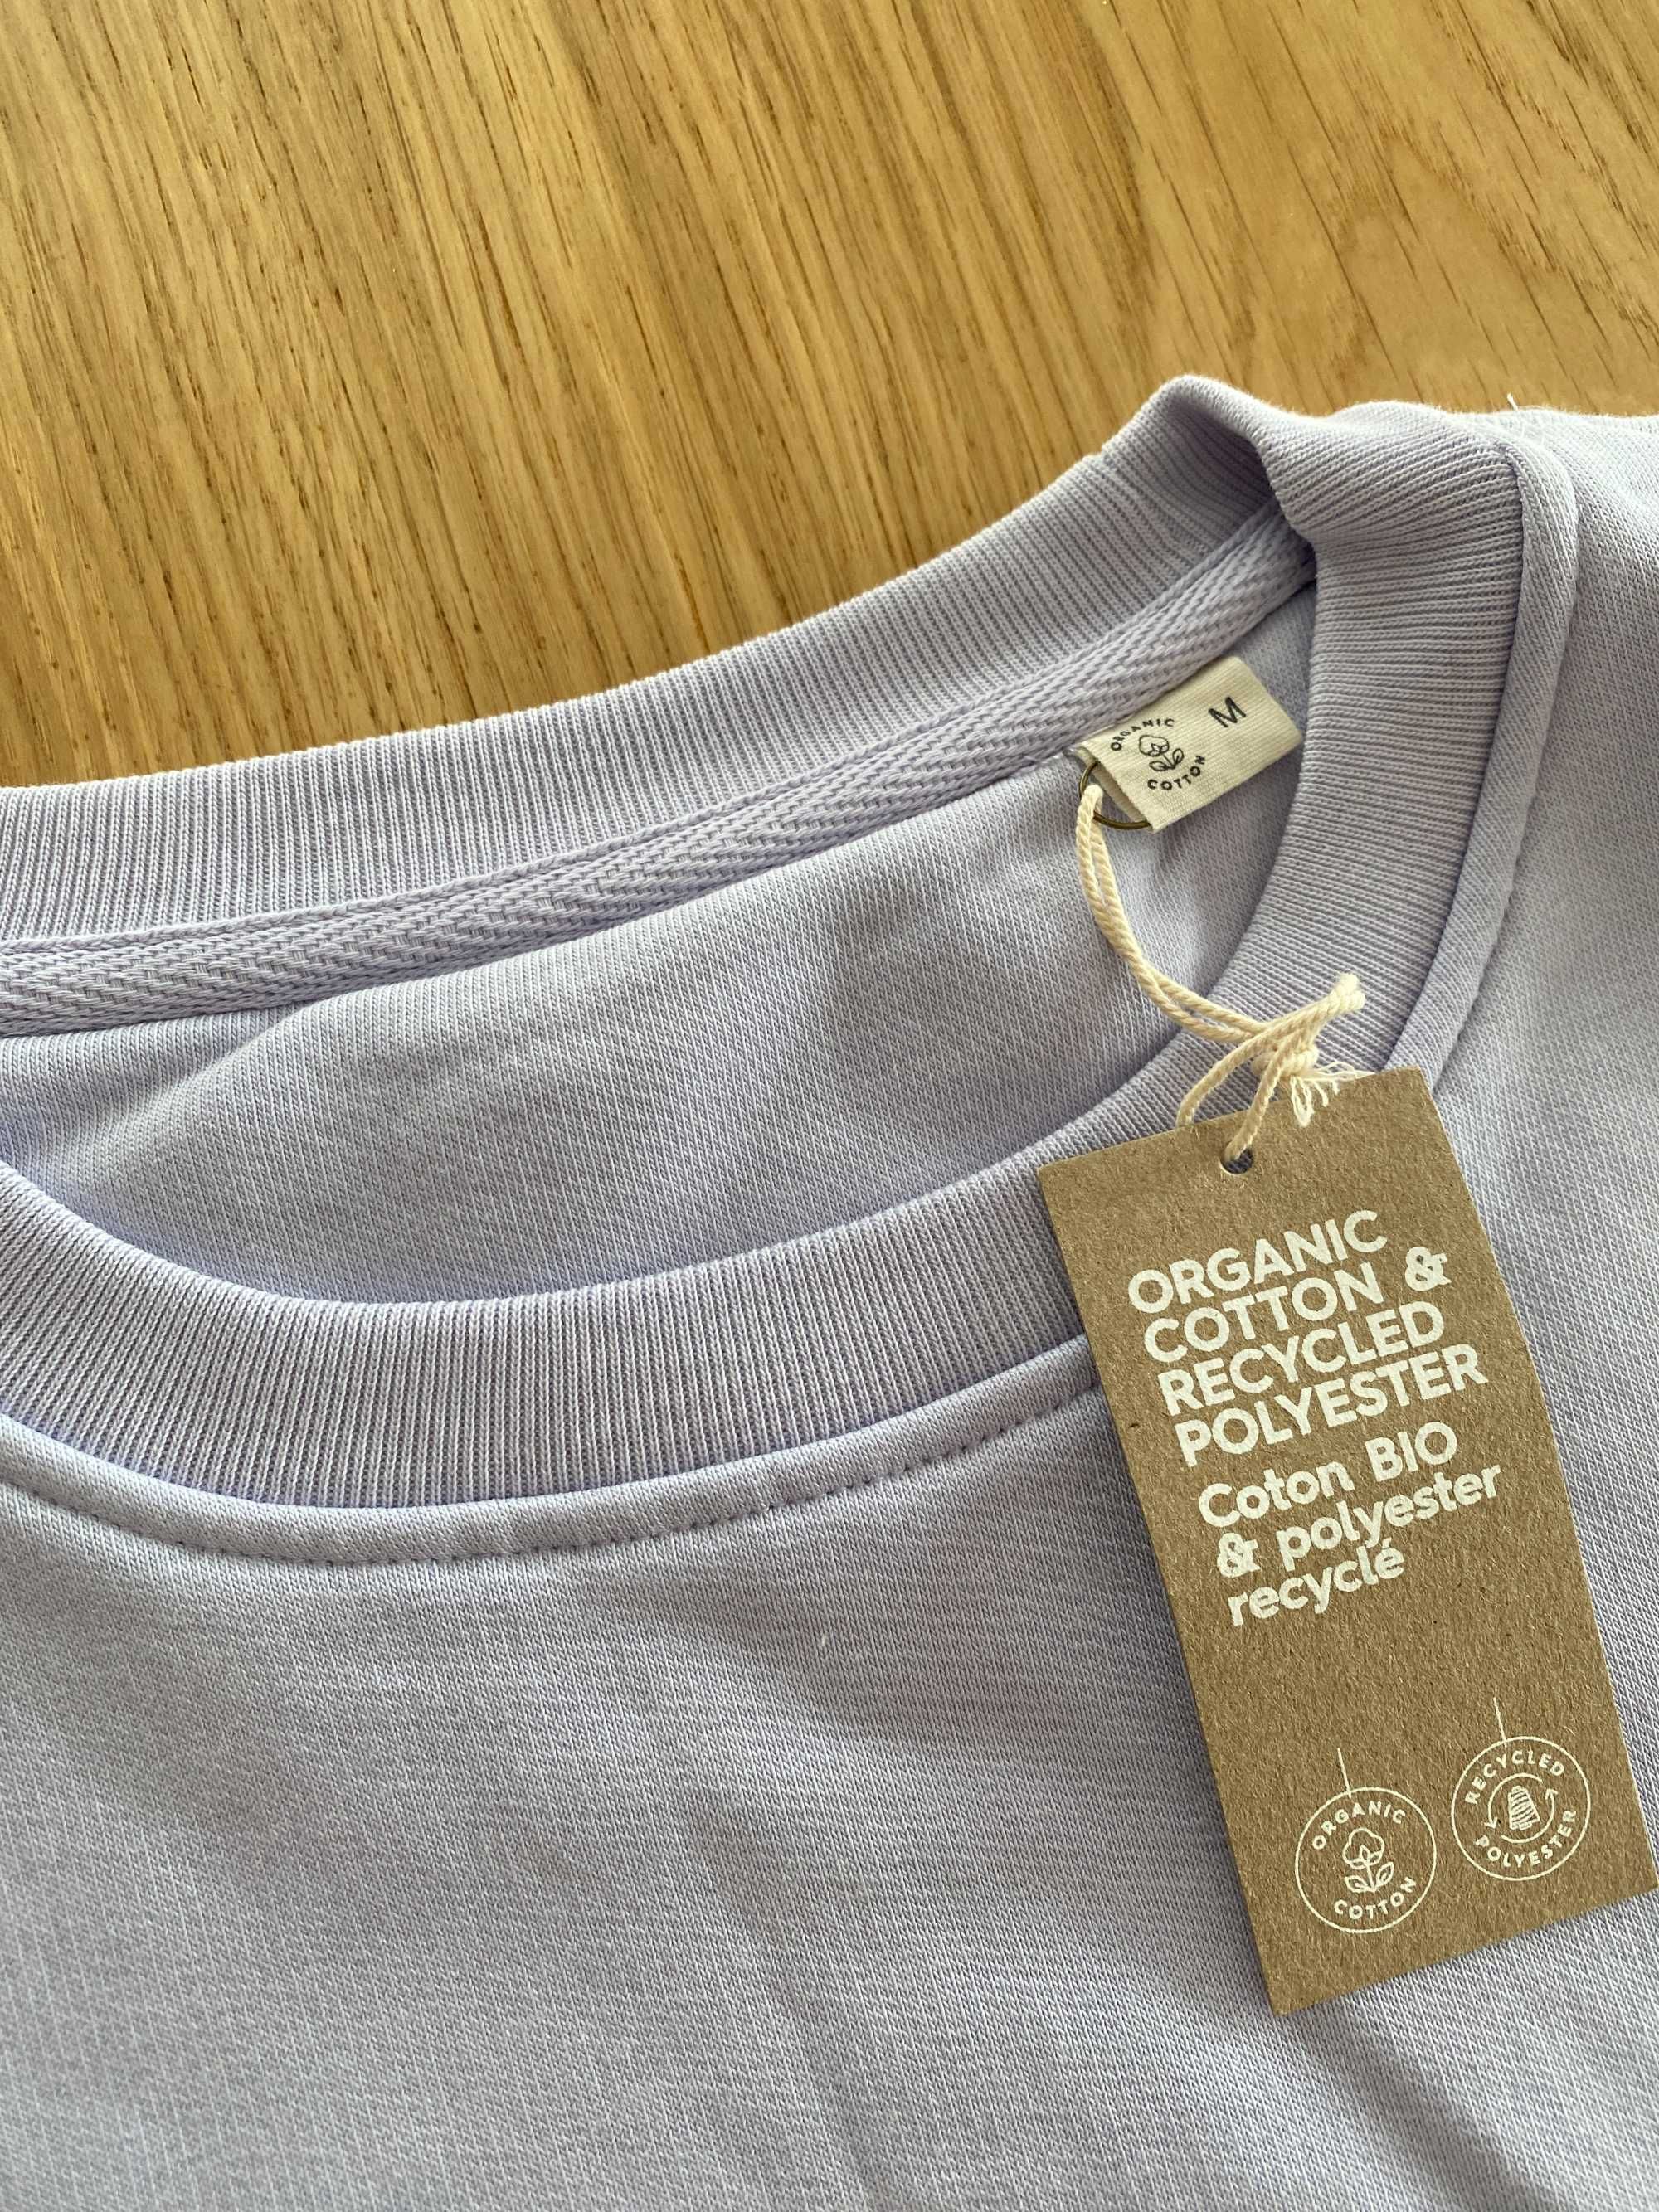 ORGANIC
COTTON
M
ORGANIC
COTTON &
RECYCLED
POLYESTER
Coton BIO
& polyester
recyclé
ORGANIC
COTTON
RECYCLED
POLYESTER